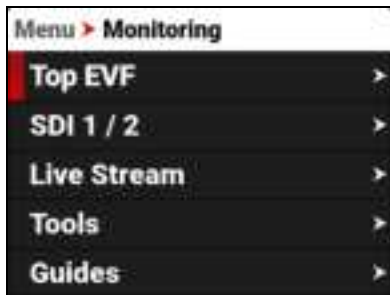 Menu > Monitoring
Top EVF >
SDI 1 / 2 >
Live Stream >
Tools >
Guides >